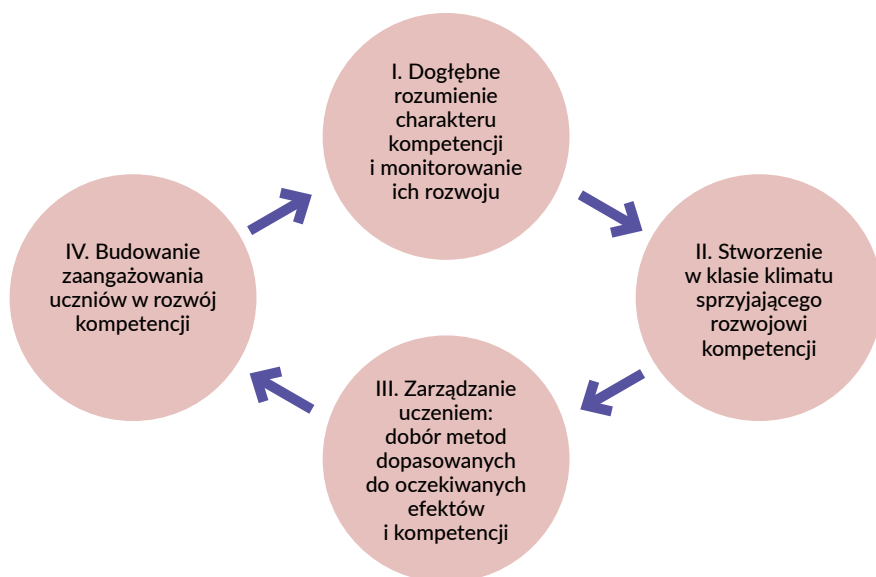 I. Dogłębne
rozumienie
charakteru
kompetencji
i monitorowanie
ich rozwoju
II. Stworzenie
w klasie klimatu
sprzyjającego
rozwojowi
kompetencji
III. Zarządzanie
uczeniem:
dobór metod
dopasowanych
do oczekiwanych
efektów
i kompetencji
IV. Budowanie
zaangażowania
uczniów w rozwój
kompetencji